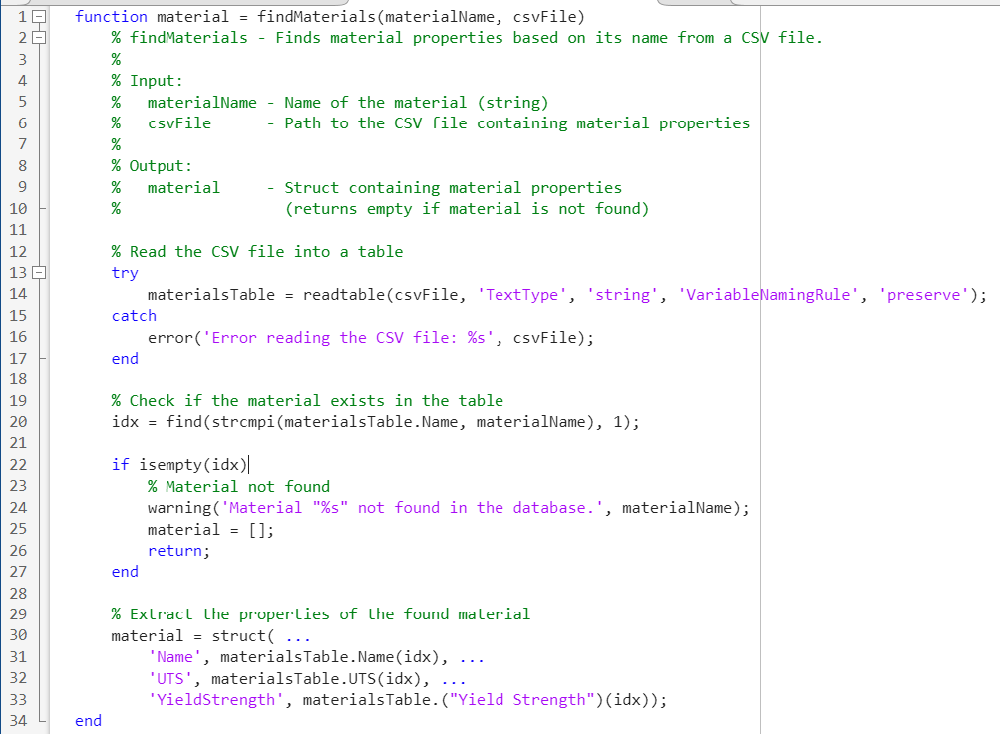 1 function material = findMaterials(materialName, csvFile)
2 % findMaterials - Finds material properties based on its name from a CSV file.
3 %
4 % Input:
5 %   materialName - Name of the material (string)
6 %   csvFile      - Path to the CSV file containing material properties
7 %
8 % Output:
9 %   material     - Struct containing material properties
10 %                  (returns empty if material is not found)
11
12 % Read the CSV file into a table
13 try
14 materialsTable = readtable(csvFile, 'TextType', 'string', 'VariableNamingRule', 'preserve');
15 catch
16 error('Error reading the CSV file: %s', csvFile);
17 end
18
19 % Check if the material exists in the table
20 idx = find(strcmpi(materialsTable.Name, materialName), 1);
21
22 if isempty(idx)
23 % Material not found
24 warning('Material "%s" not found in the database.', materialName);
25 material = [];
26 return;
27 end
28
29 % Extract the properties of the found material
30 material = struct( ...
31 'Name', materialsTable.Name(idx), ...
32 'UTS', materialsTable.UTS(idx), ...
33 'YieldStrength', materialsTable.("Yield Strength")(idx));
34 end